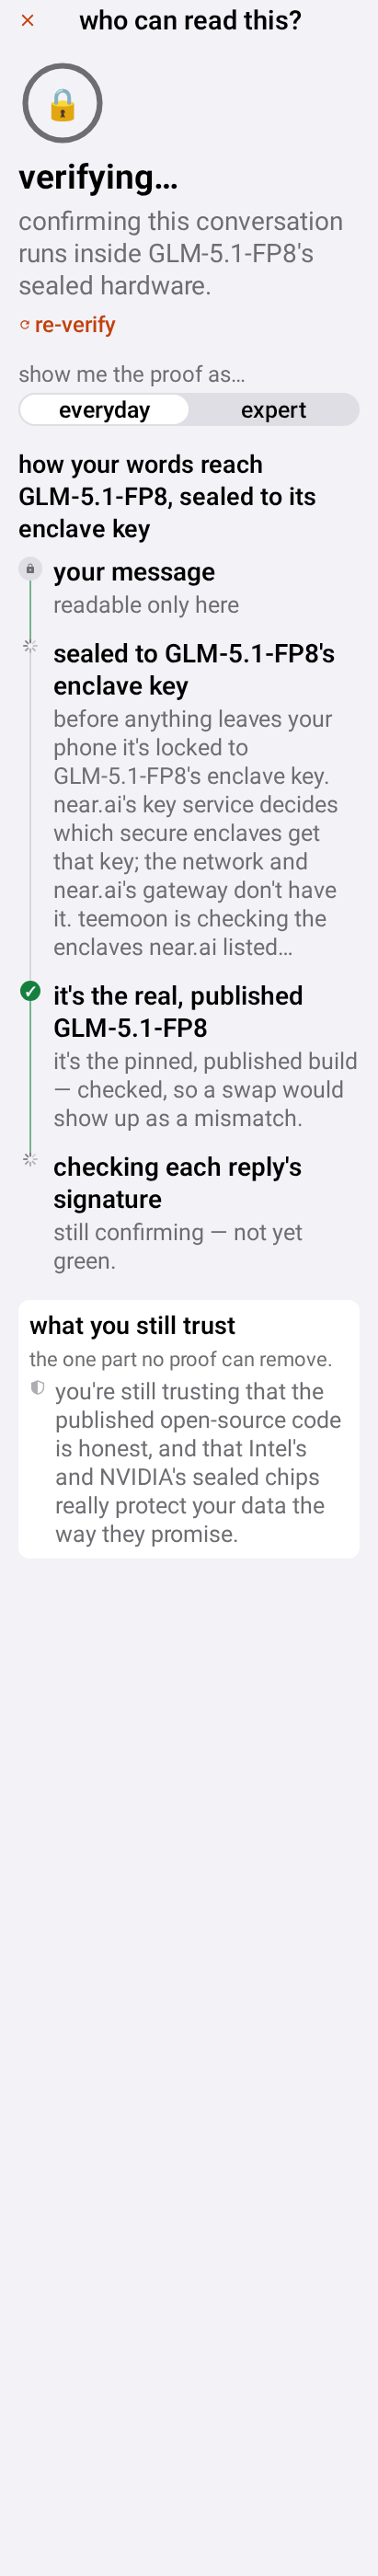 who can read this?
verifying…
confirming this conversation
runs inside GLM-5.1-FP8's
sealed hardware.
re-verify
show me the proof as…
everyday
expert
how your words reach
GLM-5.1-FP8, sealed to its
enclave key
your message
readable only here
sealed to GLM-5.1-FP8's
enclave key
before anything leaves your
phone it's locked to
GLM-5.1-FP8's enclave key.
near.ai's key service decides
which secure enclaves get
that key; the network and
near.ai's gateway don't have
it. teemoon is checking the
enclaves near.ai listed…
it's the real, published
GLM-5.1-FP8
it's the pinned, published build
— checked, so a swap would
show up as a mismatch.
checking each reply's
signature
still confirming — not yet
green.
what you still trust
the one part no proof can remove.
you're still trusting that the
published open-source code
is honest, and that Intel's
and NVIDIA's sealed chips
really protect your data the
way they promise.